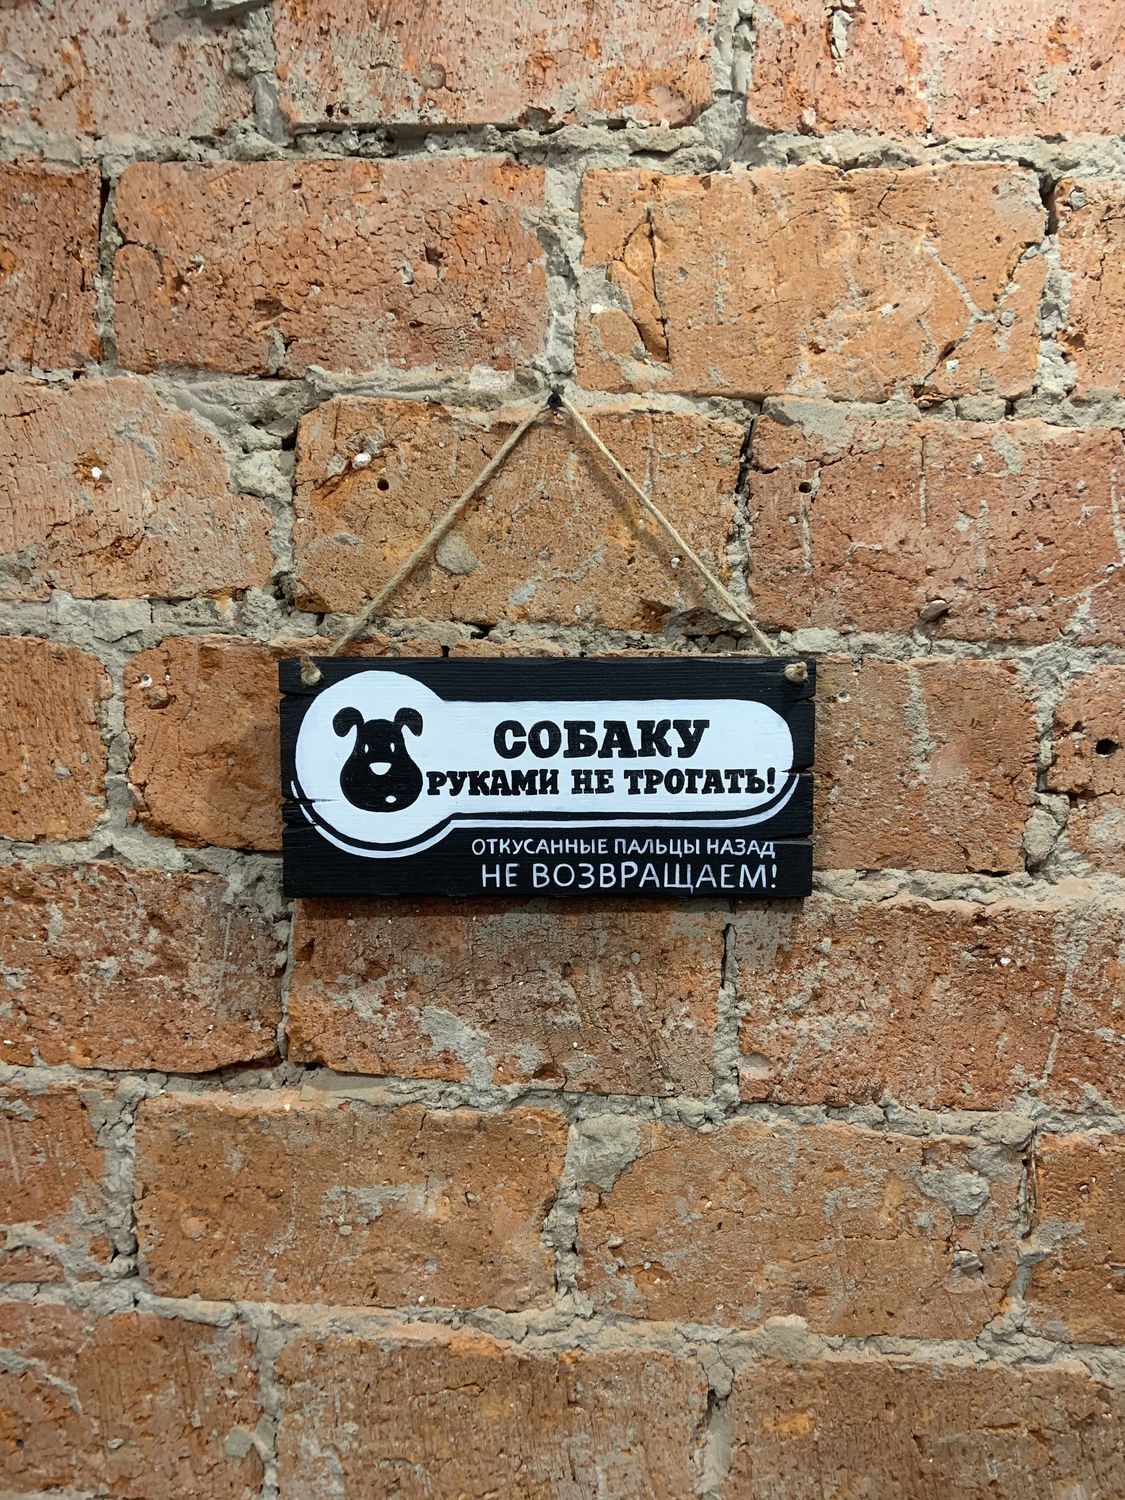 СОБАКУ
РУКАМИ НЕ ТРОГАТЬ!
ОТКУСАННЫЕ ПАЛЬЦЫ НАЗАД
НЕ ВОЗВРАЩАЕМ!